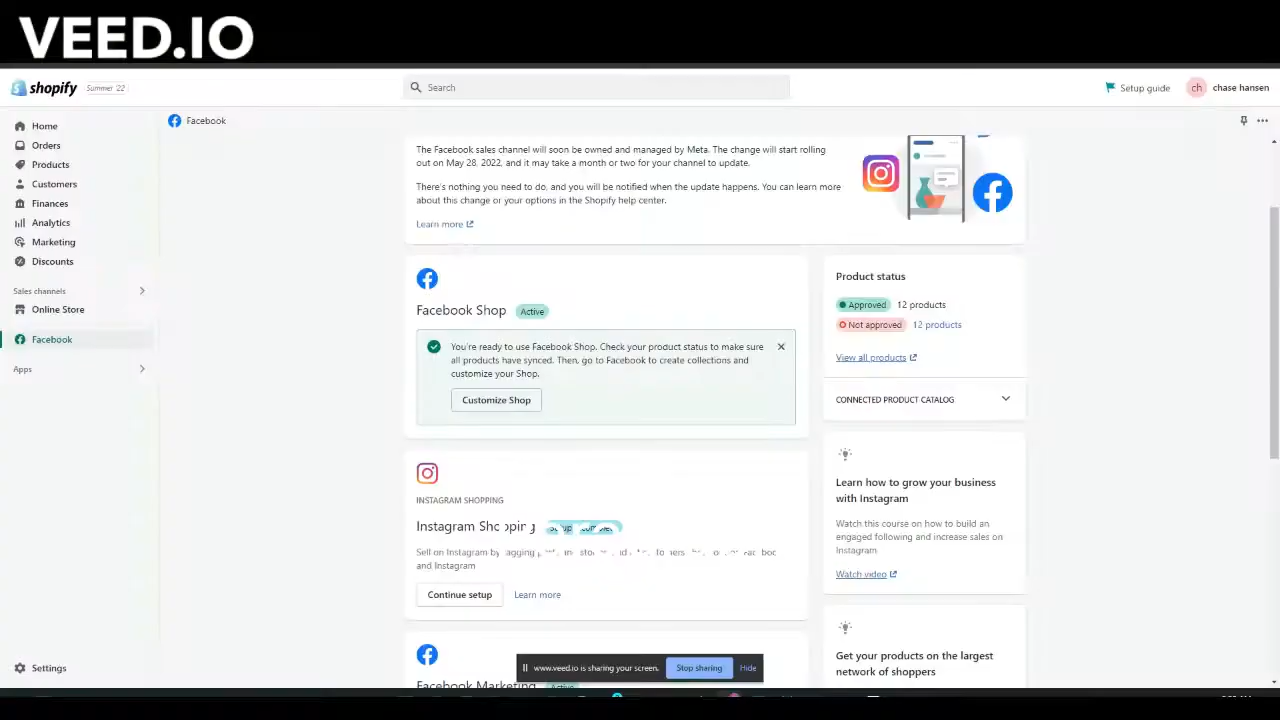 VEED.IO
shopify Summer '22
Search
Setup guide
ch chase hansen
Home
Orders
Products
Customers
Finances
Analytics
Marketing
Discounts
Sales channels
Online Store
Facebook
Apps
Settings
Facebook
The Facebook sales channel will soon be owned and managed by Meta. The change will start rolling
out on May 28, 2022, and it may take a month or two for your channel to update.
There's nothing you need to do, and you will be notified when the update happens. You can learn more
about this change or your options in the Shopify help center.
Learn more
Facebook Shop Active
You're ready to use Facebook Shop. Check your product status to make sure
all products have synced. Then, go to Facebook to create collections and
customize your Shop.
Customize Shop
INSTAGRAM SHOPPING
Instagram Shopping
Sell on Instagram by tagging
and Instagram
Continue setup Learn more
Facebook Marketing Active
Product status
Approved 12 products
Not approved 12 products
View all products
CONNECTED PRODUCT CATALOG
Learn how to grow your business
with Instagram
Watch this course on how to build an
engaged following and increase sales on
Instagram
Watch video
Get your products on the largest
network of shoppers
www.veed.io is sharing your screen. Stop sharing Hide